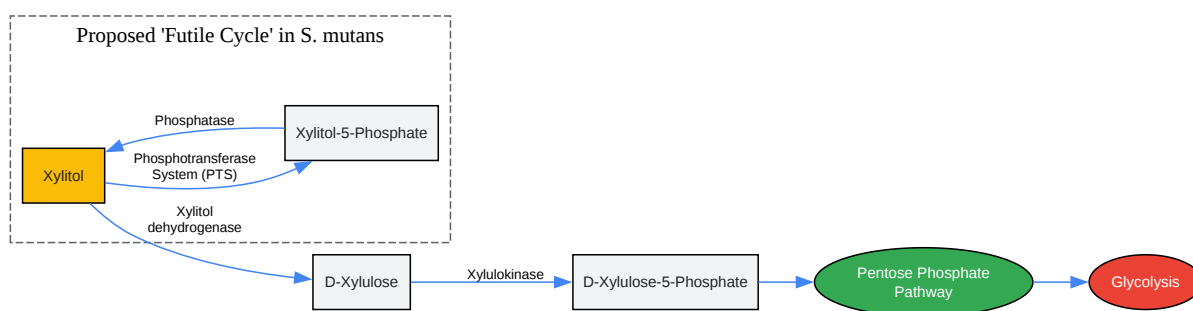 Proposed 'Futile Cycle' in S. mutans
Phosphatase
Xylitol-5-Phosphate
Xylitol
Phosphotransferase
System (PTS)
Xylitol
dehydrogenase
D-Xylulose
Xylulokinase
D-Xylulose-5-Phosphate
Pentose Phosphate
Pathway
Glycolysis